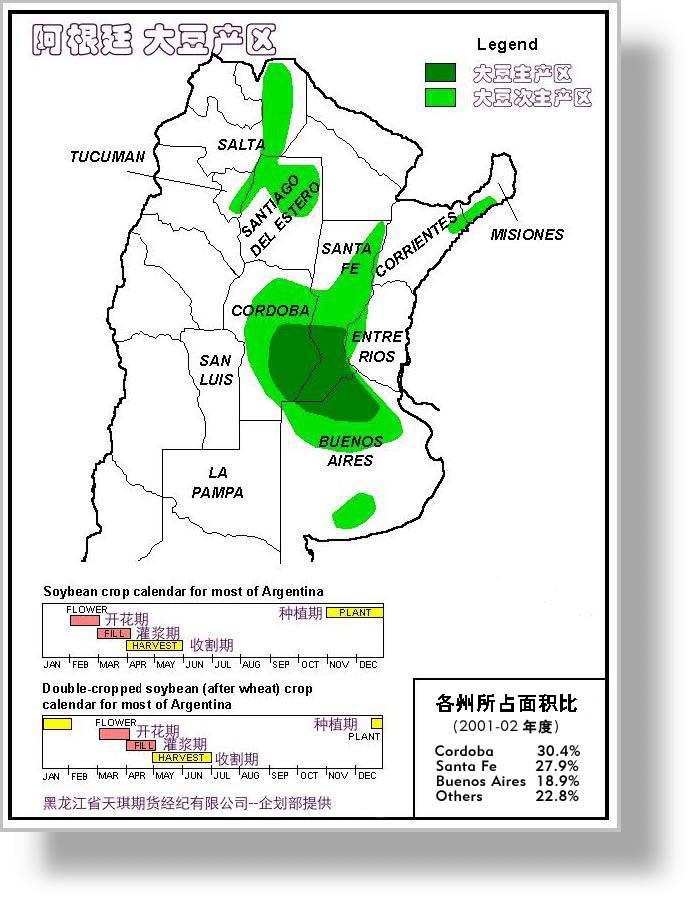 阿根廷 大豆产区
Legend
大豆主产区
大豆次主产区
SALTA
TUCUMAN
SANTIAGO
DEL ESTERO
MISIONES
CORRIENTES
SANTA
FE
CORDOBA
ENTRE
RIOS
SAN
LUIS
BUENOS
AIRES
LA
PAMPA
Soybean crop calendar for most of Argentina
FLOWER 开花期
种植期 PLANT
FILL 灌浆期
HARVEST 收割期
JAN FEB MAR APR MAY JUN JUL AUG SEP OCT NOV DEC
Double-cropped soybean (after wheat) crop
calendar for most of Argentina
FLOWER 开花期
种植期 PLANT
FILL 灌浆期
HARVEST 收割期
JAN FEB MAR APR MAY JUN JUL AUG SEP OCT NOV DEC
黑龙江省天琪期货经纪有限公司--企划部提供
各州所占面积比
(2001-02 年度)
Cordoba 30.4%
Santa Fe 27.9%
Buenos Aires 18.9%
Others 22.8%